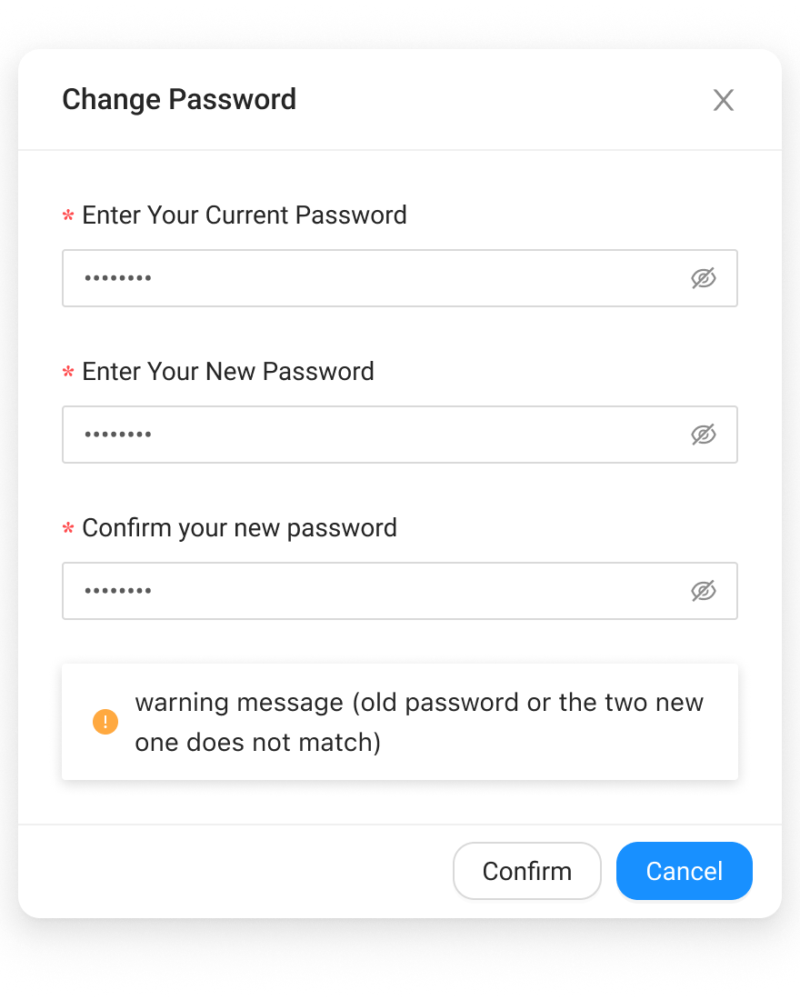 Change Password
* Enter Your Current Password
••••••••
* Enter Your New Password
••••••••
* Confirm your new password
••••••••
warning message (old password or the two new
one does not match)
Confirm
Cancel